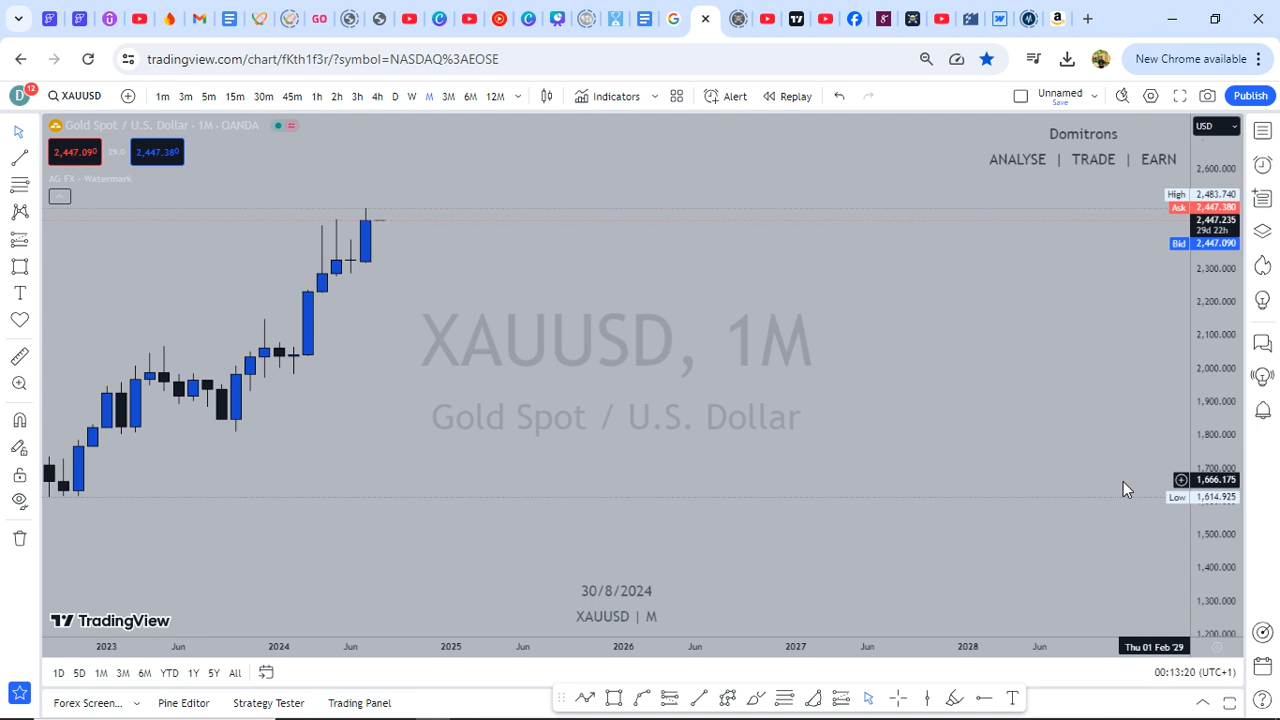 tradingview.com/chart/fKth1f3r/?symbol=NASDAQ%3AEOSE
New Chrome available
D 12 XAUUSD 1m 3m 5m 15m 30m 45m 1h 2h 3h 4h D W M 3M 6M 12M Indicators Alert Replay Unnamed Save Publish
Gold Spot / U.S. Dollar · 1M · OANDA
USD
Domitrons
2,447.090 29.0 2,447.380
ANALYSE | TRADE | EARN
2,600.000
AG FX - Watermark
High 2,483.740
Ask 2,447.380
2,447.235
29d 22h
Bid 2,447.090
2,300.000
2,200.000
2,100.000
XAUUSD, 1M
2,000.000
1,900.000
Gold Spot / U.S. Dollar
1,800.000
1,700.000
1,666.175
Low 1,614.925
1,500.000
1,400.000
30/8/2024
1,300.000
XAUUSD | M
TradingView
1,200.000
2023 Jun 2024 Jun 2025 Jun 2026 Jun 2027 Jun 2028 Jun Thu 01 Feb '29
1D 5D 1M 3M 6M YTD 1Y 5Y All 00:13:20 (UTC+1)
Forex Screen... Pine Editor Strategy Tester Trading Panel